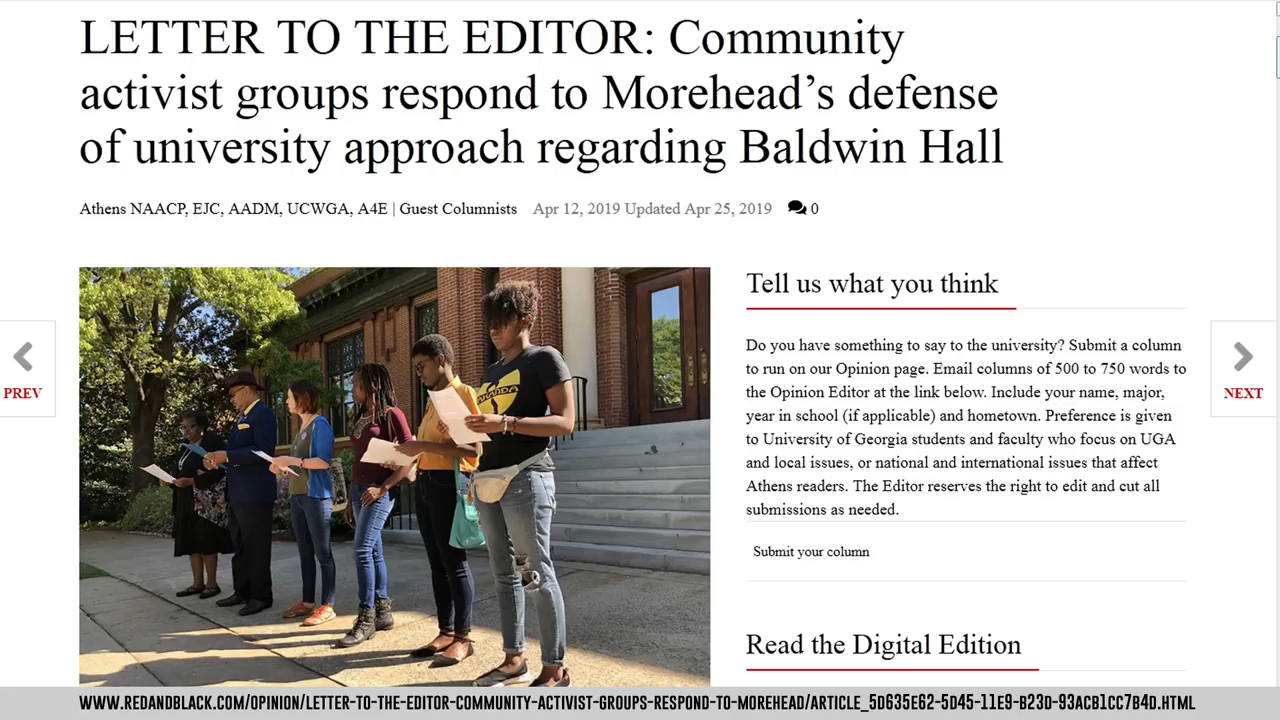 LETTER TO THE EDITOR: Community
activist groups respond to Morehead’s defense
of university approach regarding Baldwin Hall
Athens NAACP, EJC, AADM, UCWGA, A4E | Guest Columnists Apr 12, 2019 Updated Apr 25, 2019 0
Tell us what you think
Do you have something to say to the university? Submit a column
to run on our Opinion page. Email columns of 500 to 750 words to
the Opinion Editor at the link below. Include your name, major,
year in school (if applicable) and hometown. Preference is given
to University of Georgia students and faculty who focus on UGA
and local issues, or national and international issues that affect
Athens readers. The Editor reserves the right to edit and cut all
submissions as needed.
Submit your column
Read the Digital Edition
PREV
NEXT
WAKANDA
WWW.REDANDBLACK.COM/OPINION/LETTER-TO-THE-EDITOR-COMMUNITY-ACTIVIST-GROUPS-RESPOND-TO-MOREHEAD/ARTICLE_5D635E62-5D45-11E9-B23D-93ACB1CC7B4D.HTML